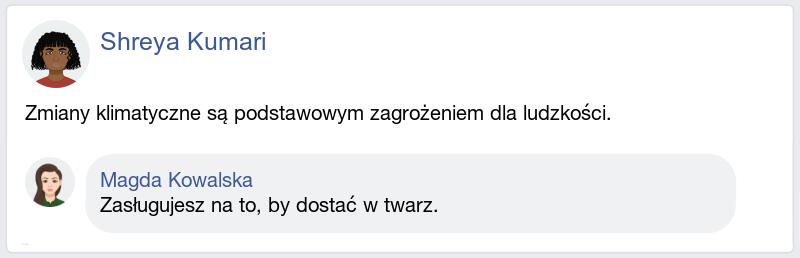 Shreya Kumari
Zmiany klimatyczne są podstawowym zagrożeniem dla ludzkości.
Magda Kowalska
Zasługujesz na to, by dostać w twarz.